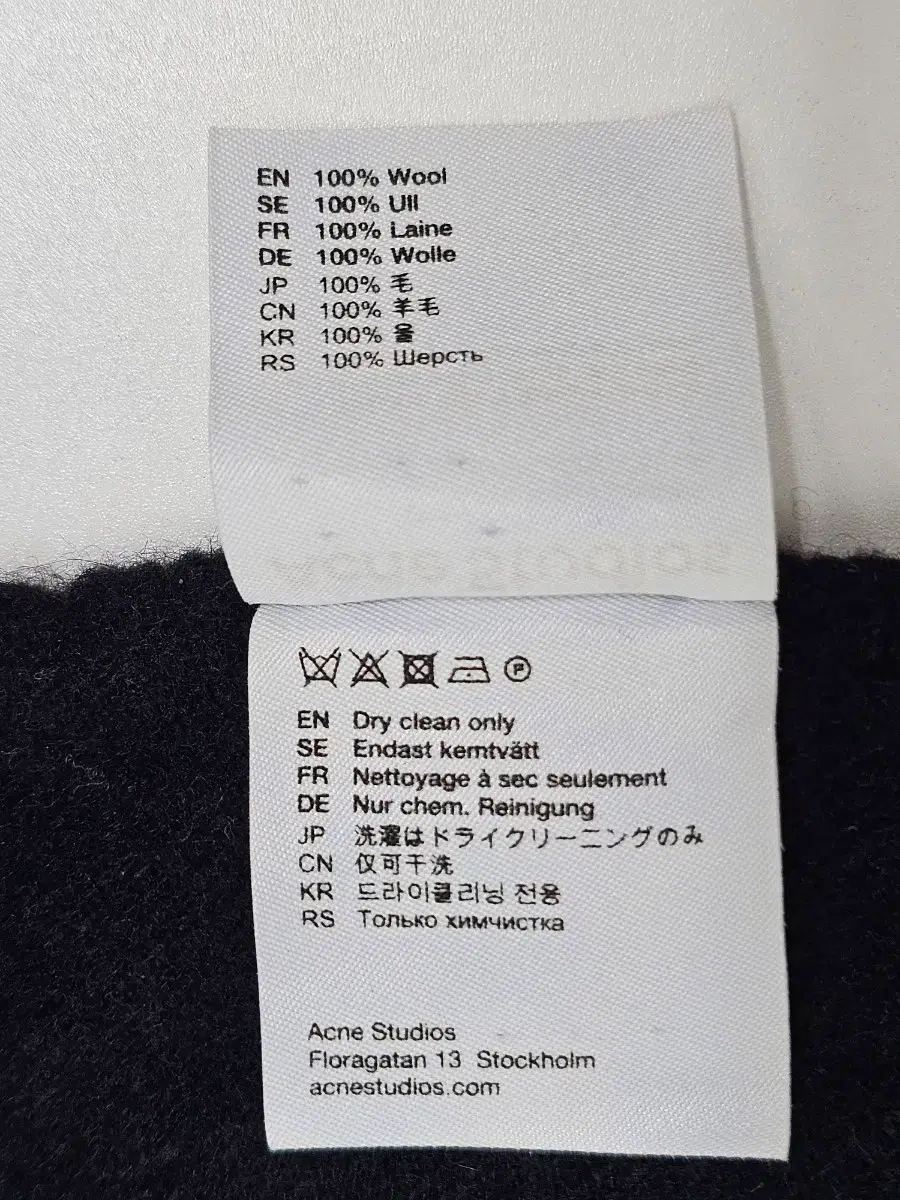 EN 100% Wool
SE 100% Ull
FR 100% Laine
DE 100% Wolle
JP 100% 毛
CN 100% 羊毛
KR 100% 울
RS 100% Шерсть
P
EN Dry clean only
SE Endast kemtvätt
FR Nettoyage à sec seulement
DE Nur chem. Reinigung
JP 洗濯はドライクリーニングのみ
CN 仅可干洗
KR 드라이클리닝 전용
RS Только химчистка
Acne Studios
Floragatan 13 Stockholm
acnestudios.com